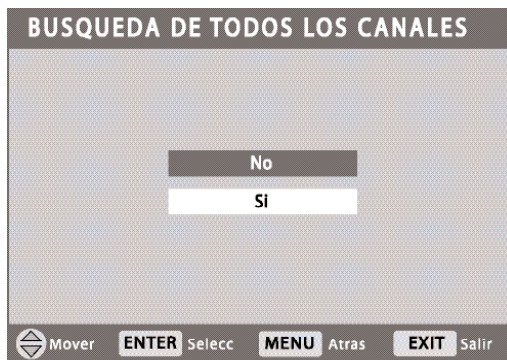 BUSQUEDA DE TODOS LOS CANALES
No
Si
Mover ENTER Selecc MENU Atras EXIT Salir